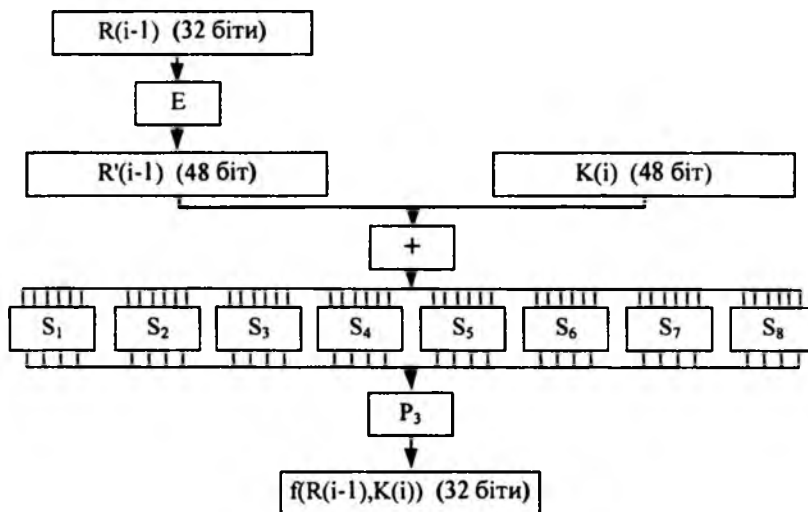 R(i-1) (32 біти)
E
R'(i-1) (48 біт)
K(i) (48 біт)
+
S₁ S₂ S₃ S₄ S₅ S₆ S₇ S₈
P₃
f(R(i-1),K(i)) (32 біти)